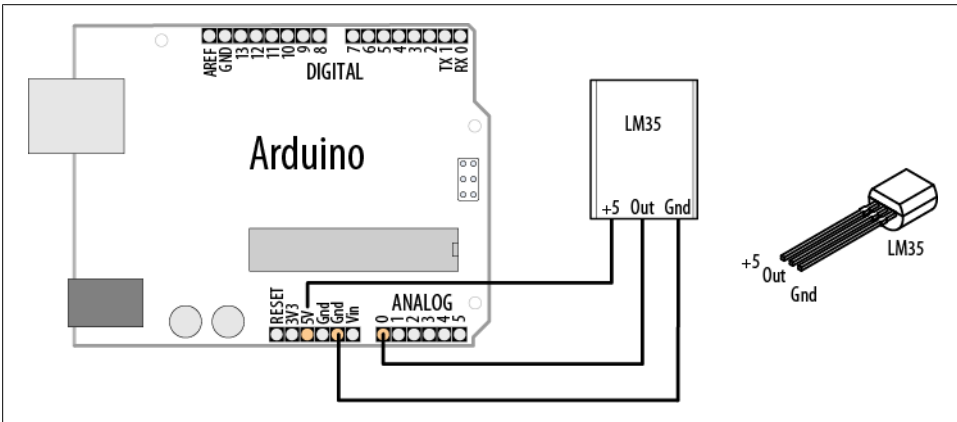 AREF GND 13 12 11 10 9 8 7 6 5 4 3 2 TX 1 RX 0
DIGITAL
Arduino
LM35
+5 Out Gnd
LM35
+5
Out
Gnd
ANALOG
RESET 3V3 5V Gnd Gnd Vin 0 1 2 3 4 5